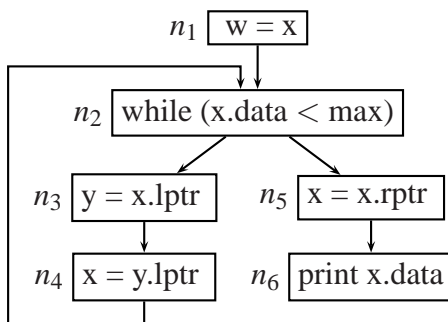 n1 w = x
n2 while (x.data < max)
n3 y = x.lptr
n5 x = x.rptr
n4 x = y.lptr
n6 print x.data